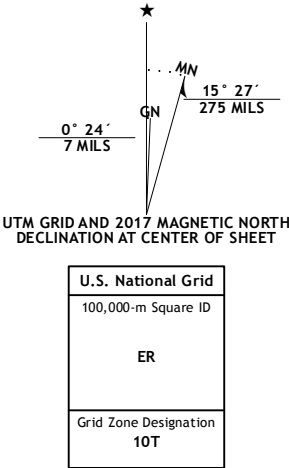 MN
15° 27´
275 MILS
GN
0° 24´
7 MILS
UTM GRID AND 2017 MAGNETIC NORTH
DECLINATION AT CENTER OF SHEET
U.S. National Grid
100,000-m Square ID
ER
Grid Zone Designation
10T